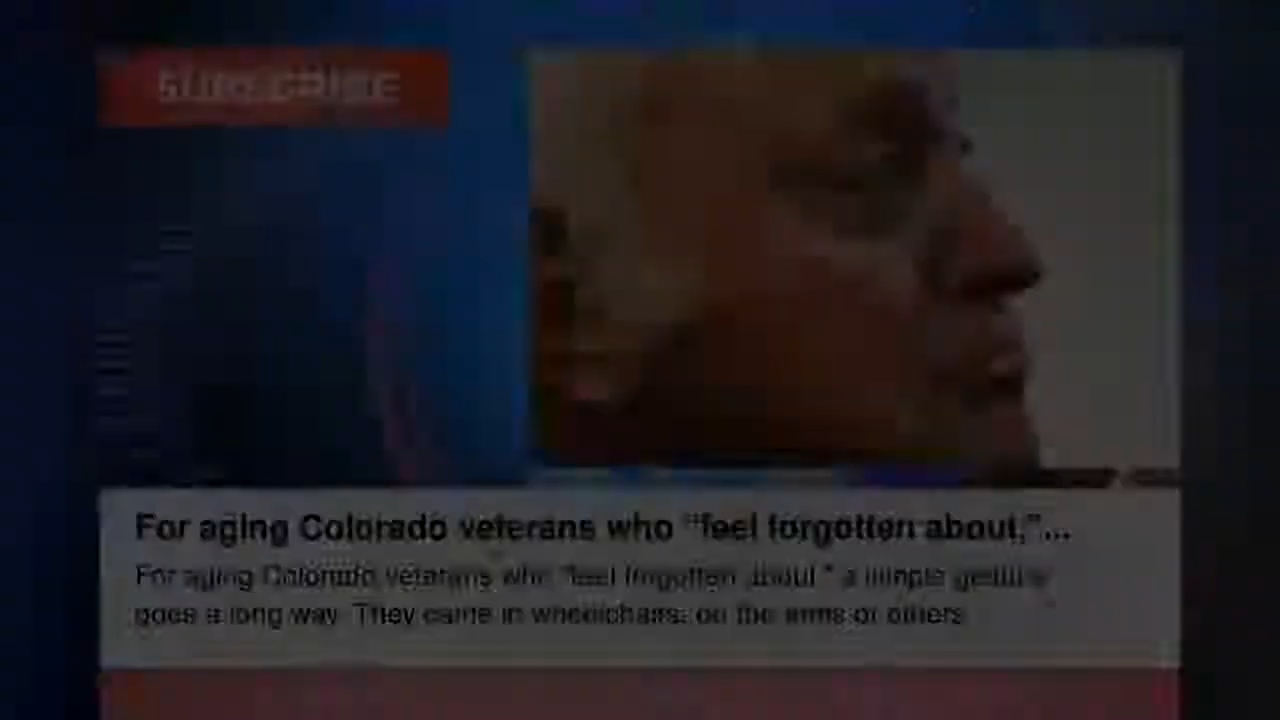 SUBSCRIBE
For aging Colorado veterans who “feel forgotten about,”...
For aging Colorado veterans who “feel forgotten about,” a simple gesture
goes a long way. They came in wheelchairs, on the arms of others